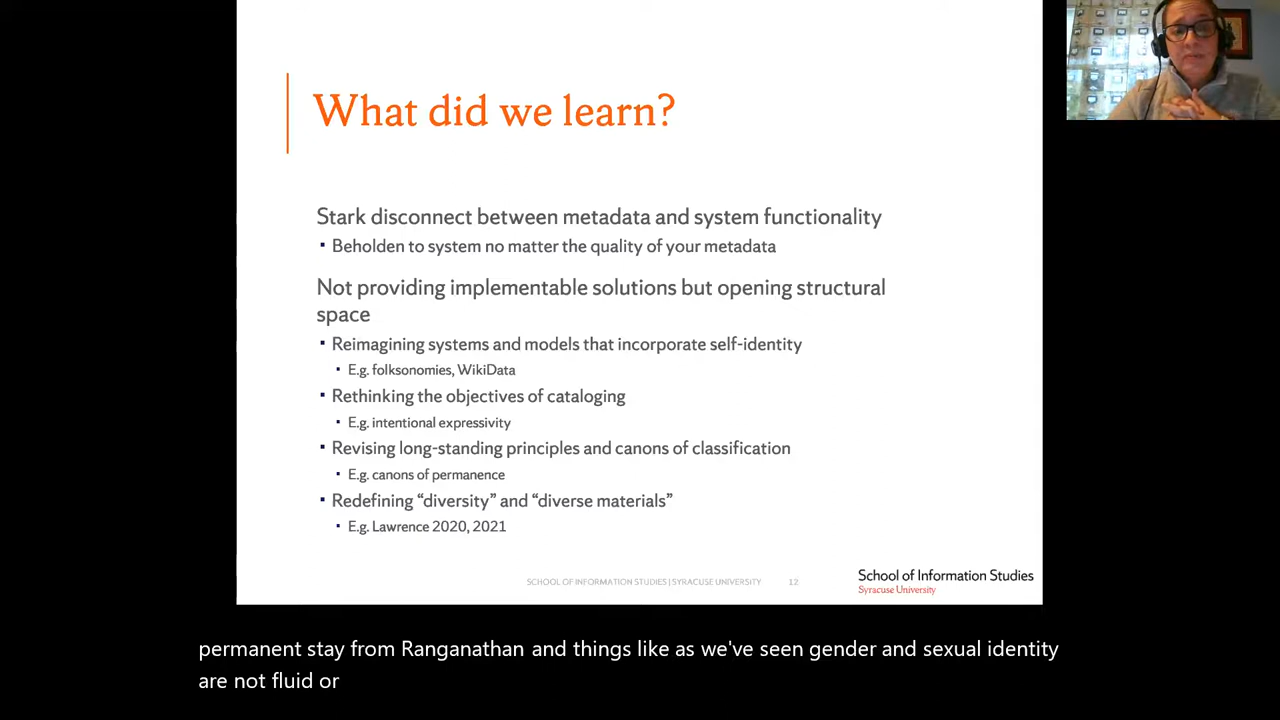 What did we learn?
Stark disconnect between metadata and system functionality
▪ Beholden to system no matter the quality of your metadata
Not providing implementable solutions but opening structural
space
▪ Reimagining systems and models that incorporate self-identity
▪ E.g. folksonomies, WikiData
▪ Rethinking the objectives of cataloging
▪ E.g. intentional expressivity
▪ Revising long-standing principles and canons of classification
▪ E.g. canons of permanence
▪ Redefining “diversity” and “diverse materials”
▪ E.g. Lawrence 2020, 2021
SCHOOL OF INFORMATION STUDIES | SYRACUSE UNIVERSITY 12
School of Information Studies
Syracuse University
permanent stay from Ranganathan and things like as we've seen gender and sexual identity
are not fluid or